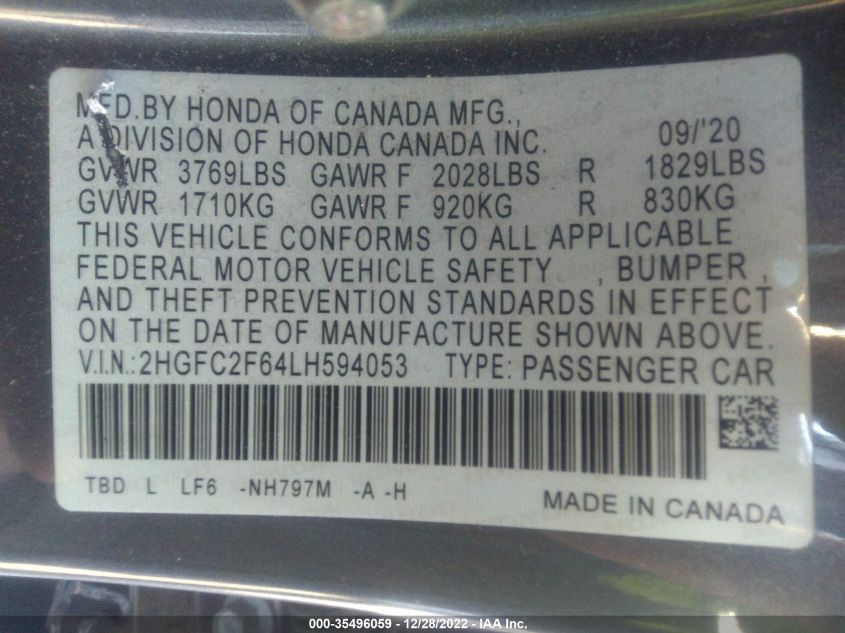 MFD.BY HONDA OF CANADA MFG.,
A DIVISION OF HONDA CANADA INC. 09/'20
GVWR 3769LBS GAWR F 2028LBS R 1829LBS
GVWR 1710KG GAWR F 920KG R 830KG
THIS VEHICLE CONFORMS TO ALL APPLICABLE
FEDERAL MOTOR VEHICLE SAFETY , BUMPER ,
AND THEFT PREVENTION STANDARDS IN EFFECT
ON THE DATE OF MANUFACTURE SHOWN ABOVE.
V.I.N.:2HGFC2F64LH594053 TYPE: PASSENGER CAR
TBD L LF6 -NH797M -A -H MADE IN CANADA
000-35496059 - 12/28/2022 - IAA Inc.